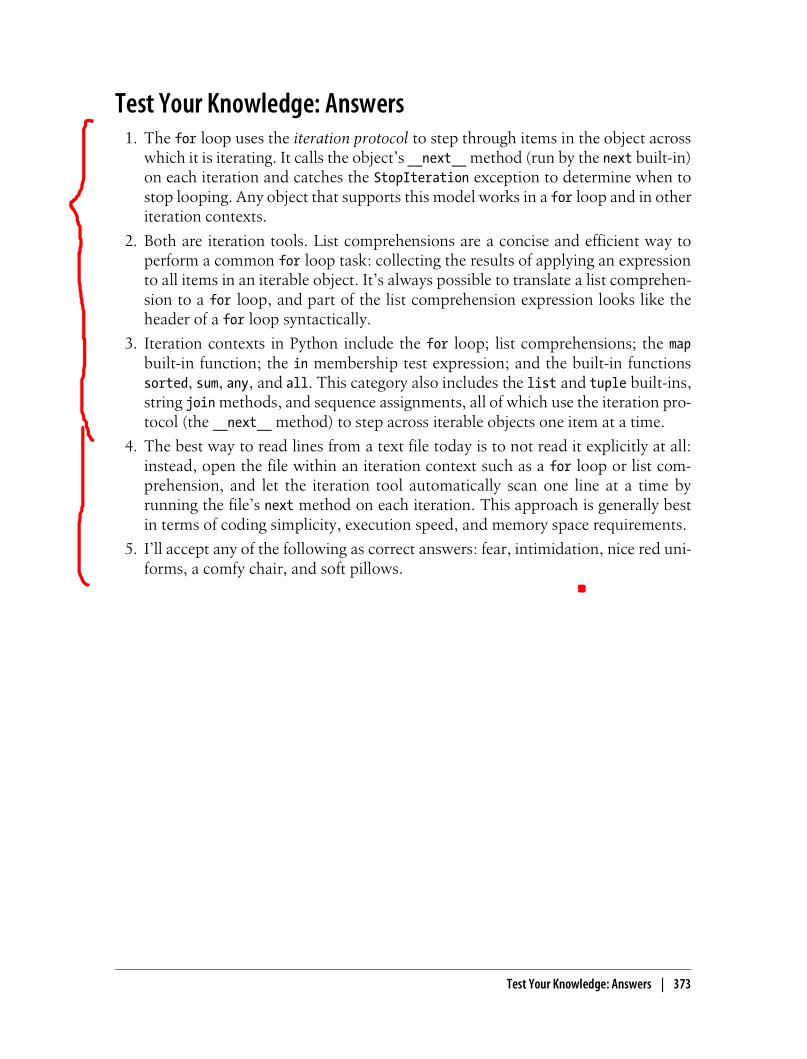 Test Your Knowledge: Answers
1. The for loop uses the iteration protocol to step through items in the object across
which it is iterating. It calls the object’s __next__ method (run by the next built-in)
on each iteration and catches the StopIteration exception to determine when to
stop looping. Any object that supports this model works in a for loop and in other
iteration contexts.
2. Both are iteration tools. List comprehensions are a concise and efficient way to
perform a common for loop task: collecting the results of applying an expression
to all items in an iterable object. It’s always possible to translate a list comprehen-
sion to a for loop, and part of the list comprehension expression looks like the
header of a for loop syntactically.
3. Iteration contexts in Python include the for loop; list comprehensions; the map
built-in function; the in membership test expression; and the built-in functions
sorted, sum, any, and all. This category also includes the list and tuple built-ins,
string join methods, and sequence assignments, all of which use the iteration pro-
tocol (the __next__ method) to step across iterable objects one item at a time.
4. The best way to read lines from a text file today is to not read it explicitly at all:
instead, open the file within an iteration context such as a for loop or list com-
prehension, and let the iteration tool automatically scan one line at a time by
running the file’s next method on each iteration. This approach is generally best
in terms of coding simplicity, execution speed, and memory space requirements.
5. I’ll accept any of the following as correct answers: fear, intimidation, nice red uni-
forms, a comfy chair, and soft pillows.
Test Your Knowledge: Answers | 373